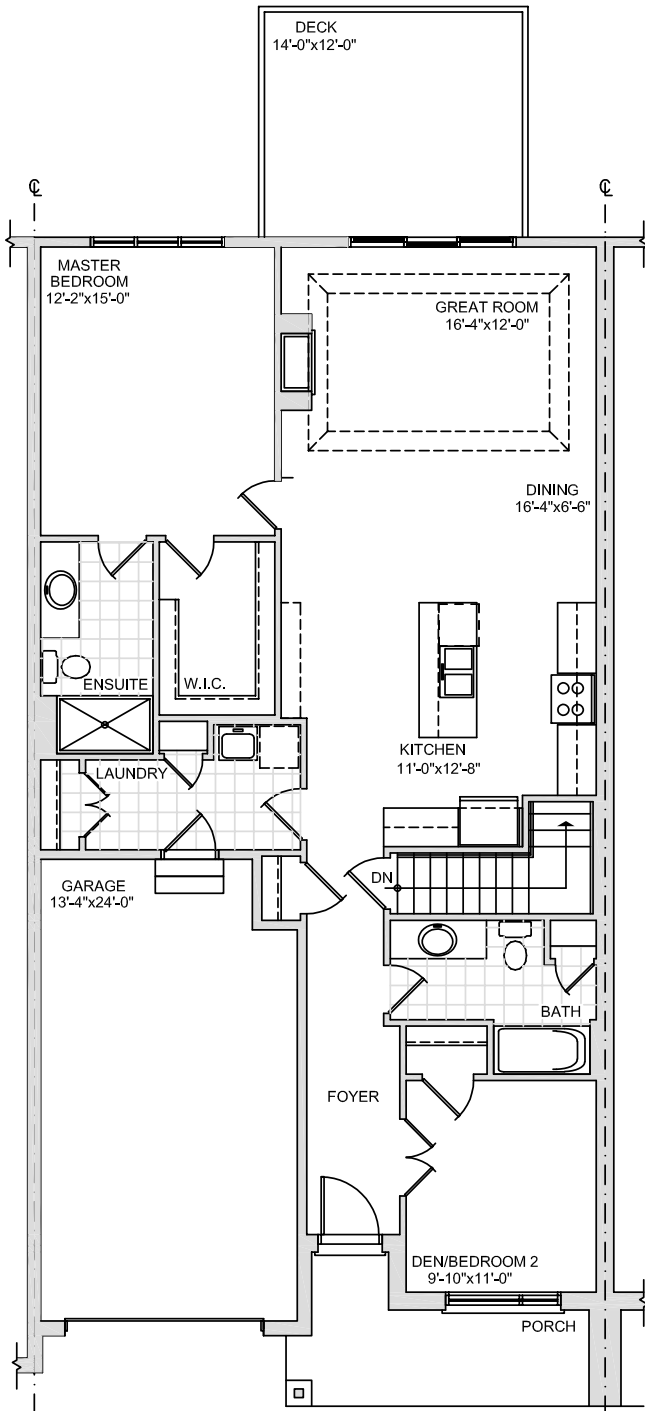 DECK
14'-0"x12'-0"
℄
℄
MASTER
BEDROOM
12'-2"x15'-0"
GREAT ROOM
16'-4"x12'-0"
DINING
16'-4"x6'-6"
ENSUITE
W.I.C.
KITCHEN
11'-0"x12'-8"
LAUNDRY
DN
GARAGE
13'-4"x24'-0"
BATH
FOYER
DEN/BEDROOM 2
9'-10"x11'-0"
PORCH